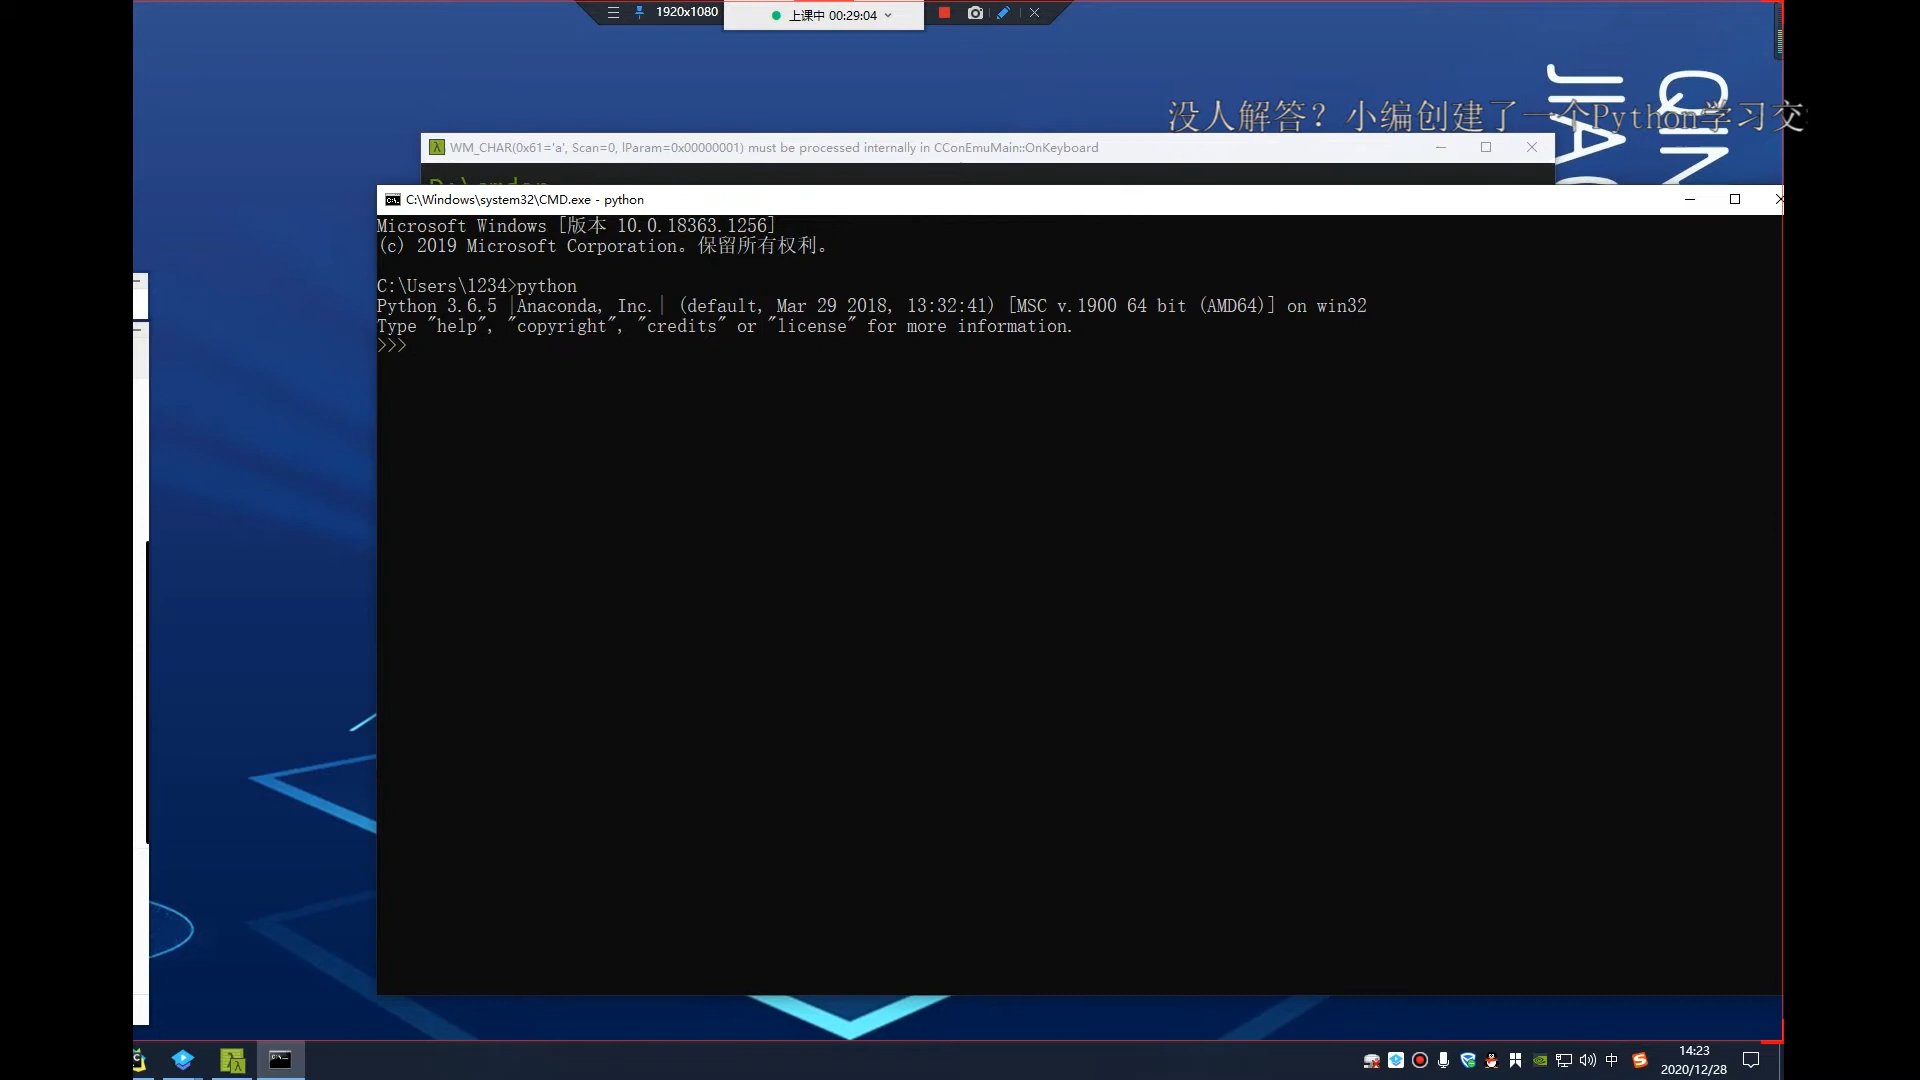 1920x1080
上课中 00:29:04
没人解答？小编创建了一个Python学习交
WM_CHAR(0x61='a', Scan=0, lParam=0x00000001) must be processed internally in CConEmuMain::OnKeyboard
C:\Windows\system32\CMD.exe - python
Microsoft Windows [版本 10.0.18363.1256]
(c) 2019 Microsoft Corporation。保留所有权利。
C:\Users\1234>python
Python 3.6.5 |Anaconda, Inc.| (default, Mar 29 2018, 13:32:41) [MSC v.1900 64 bit (AMD64)] on win32
Type "help", "copyright", "credits" or "license" for more information.
>>>
中
14:23
2020/12/28